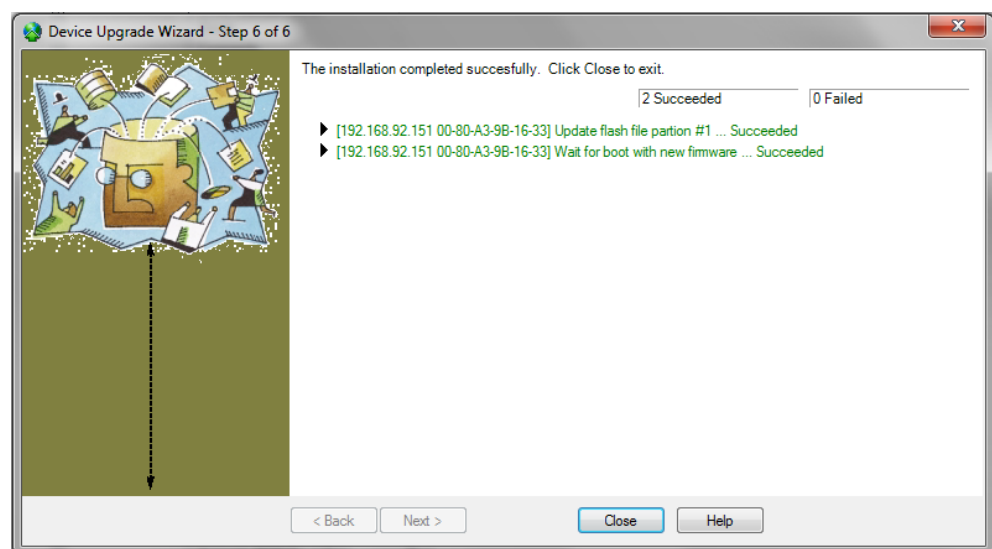 Device Upgrade Wizard - Step 6 of 6
The installation completed succesfully.  Click Close to exit.
2 Succeeded 0 Failed
[192.168.92.151 00-80-A3-9B-16-33] Update flash file partion #1 ... Succeeded
[192.168.92.151 00-80-A3-9B-16-33] Wait for boot with new firmware ... Succeeded
< Back Next > Close Help